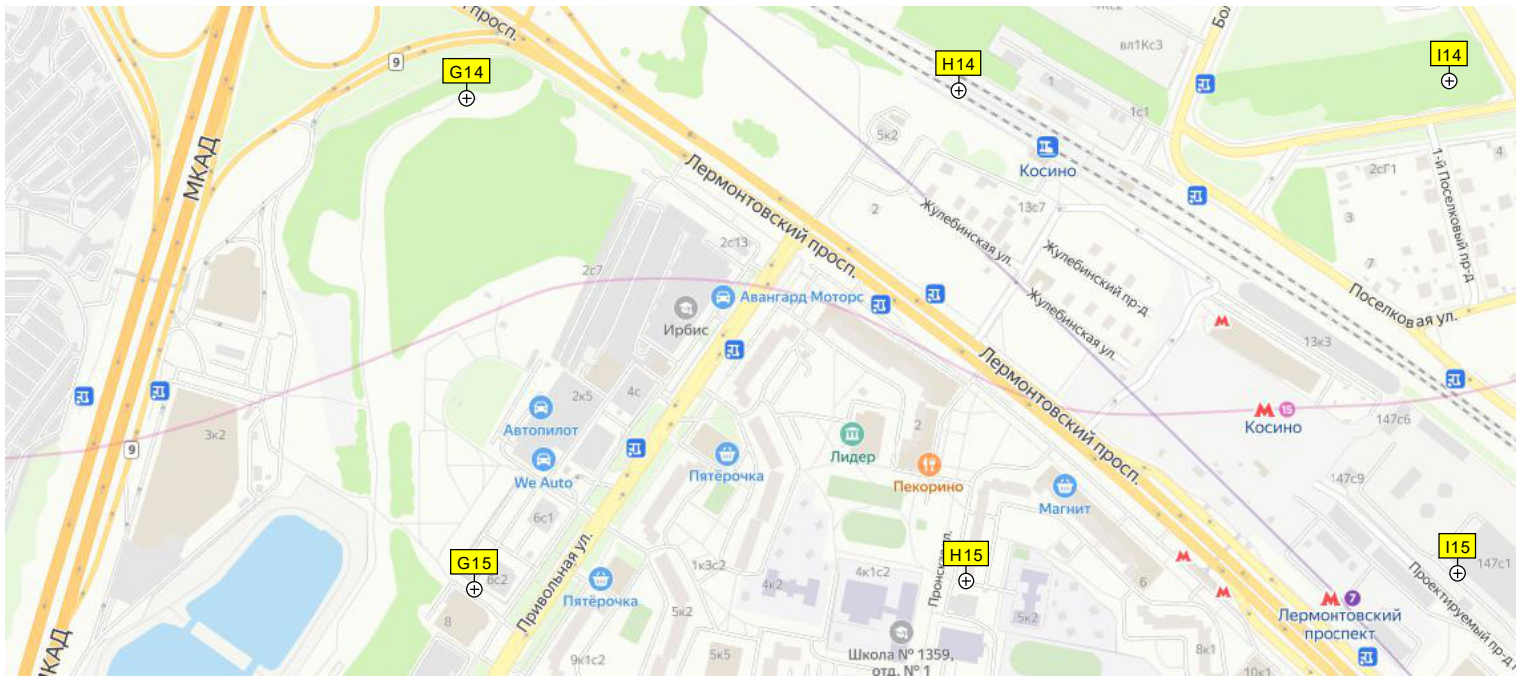 просп.
9
G14
H14
I14
4кс2
вл1Кс3
1
1с1
5к2
Косино
МКАД
Лермонтовский просп.
2
13с7
Жулебинская ул.
Жулебинский пр-д
Жулебинская ул.
2сF1
4
3
7
1-й Поселковый пр-д
Поселковая ул.
2с13
2с7
Авангард Моторс
Ирбис
13к3
Лермонтовский просп.
2к5
4с
Автопилот
We Auto
3к2
9
Пятёрочка
Лидер
2
Пекорино
Магнит
15
Косино
147с6
147с9
6с1
Привольная ул.
G15
6с2
8
Пятёрочка
1к3с2
5к2
9к1с2
5к5
4к2
4к1с2
Школа № 1359,
отд. № 1
Пронская ул.
H15
5к2
6
8к1
10к1
7
Лермонтовский
проспект
I15
147с1
Проектируемый пр-д
МКАД